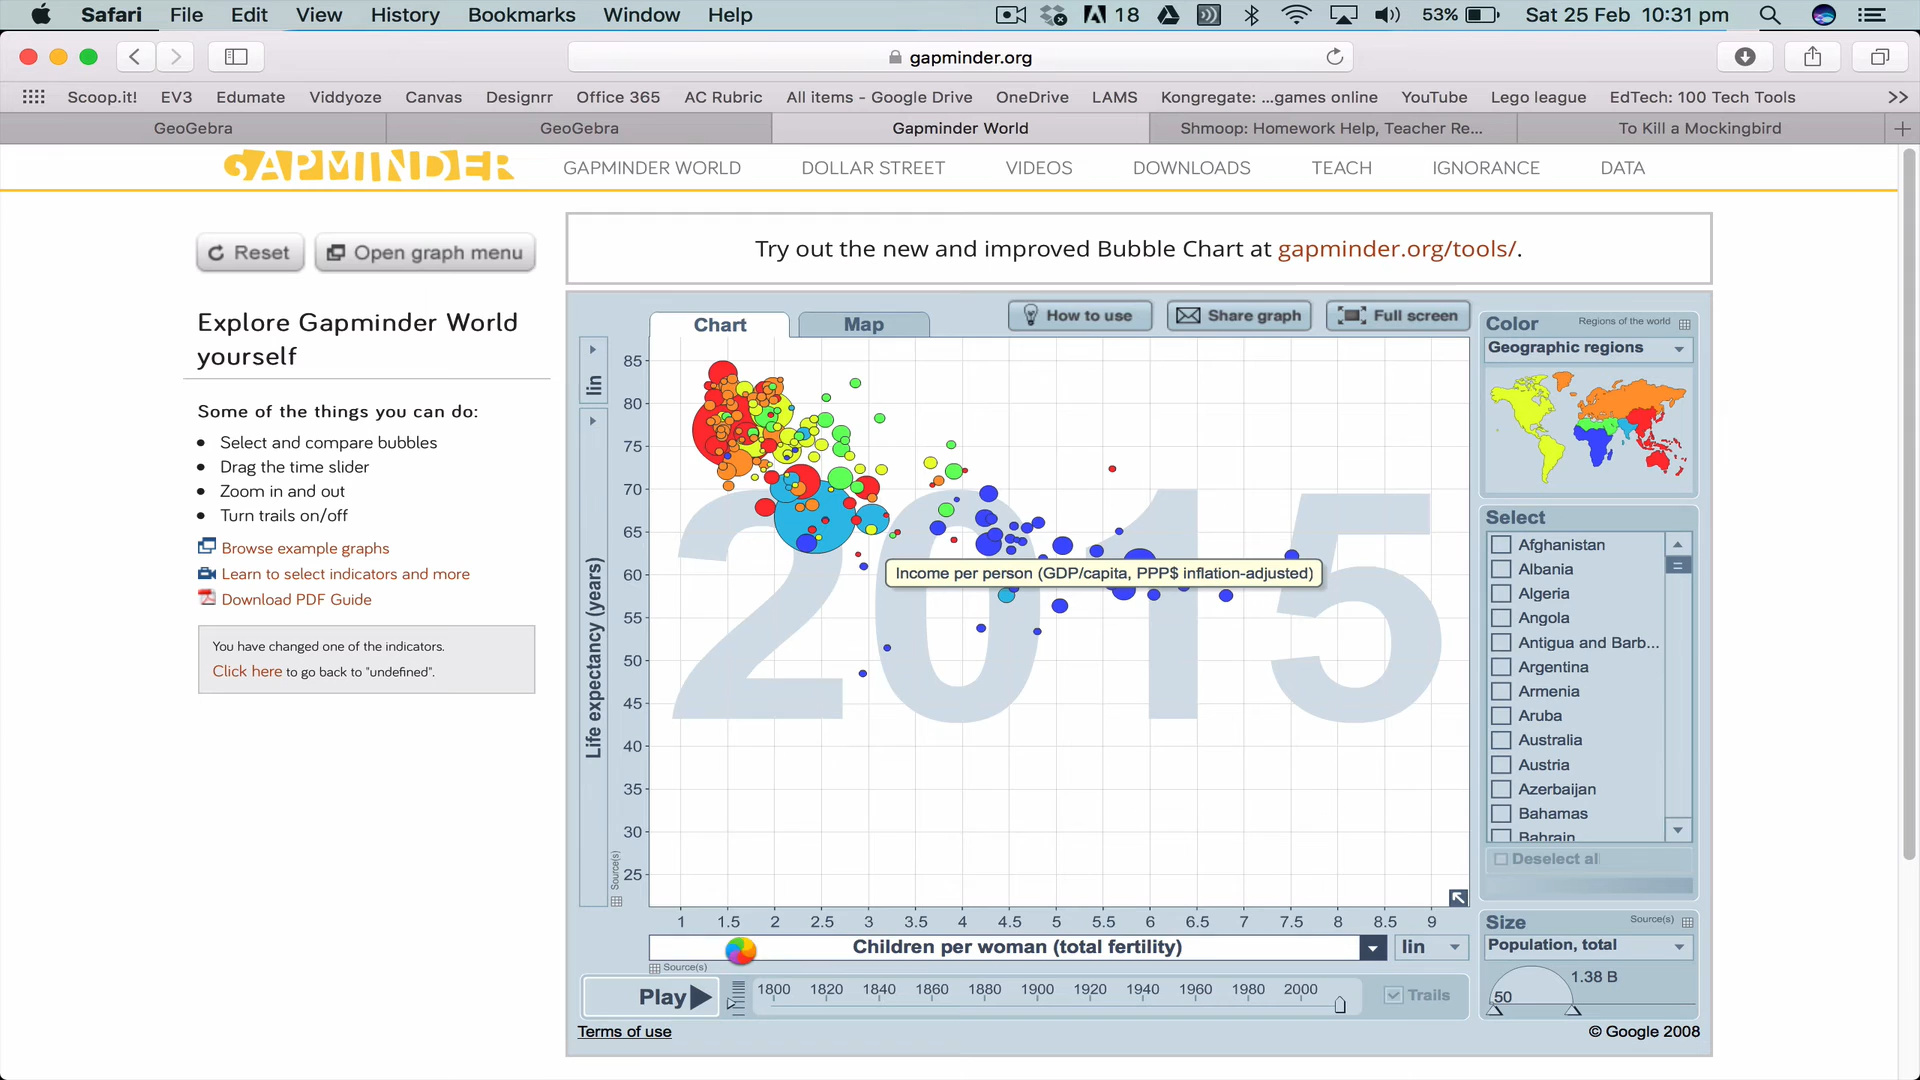 Safari File Edit View History Bookmarks Window Help 18 53% Sat 25 Feb 10:31 pm
gapminder.org
Scoop.it! EV3 Edumate Viddyoze Canvas Designrr Office 365 AC Rubric All items - Google Drive OneDrive LAMS Kongregate: ...games online YouTube Lego league EdTech: 100 Tech Tools >>
GeoGebra GeoGebra Gapminder World Shmoop: Homework Help, Teacher Re... To Kill a Mockingbird
GAPMINDER GAPMINDER WORLD DOLLAR STREET VIDEOS DOWNLOADS TEACH IGNORANCE DATA
Reset Open graph menu
Try out the new and improved Bubble Chart at gapminder.org/tools/.
Explore Gapminder World
yourself
Some of the things you can do:
Select and compare bubbles
Drag the time slider
Zoom in and out
Turn trails on/off
Browse example graphs
Learn to select indicators and more
Download PDF Guide
You have changed one of the indicators.
Click here to go back to "undefined".
Chart Map How to use Share graph Full screen
lin
Life expectancy (years)
Source(s)
85
80
75
70
65
60
55
50
45
40
35
30
25
2015
Income per person (GDP/capita, PPP$ inflation-adjusted)
1 1.5 2 2.5 3 3.5 4 4.5 5 5.5 6 6.5 7 7.5 8 8.5 9
Children per woman (total fertility) lin
Source(s)
Play 1800 1820 1840 1860 1880 1900 1920 1940 1960 1980 2000 Trails
Terms of use
Color Regions of the world
Geographic regions
Select
Afghanistan
Albania
Algeria
Angola
Antigua and Barb...
Argentina
Armenia
Aruba
Australia
Austria
Azerbaijan
Bahamas
Bahrain
Deselect al
Size Source(s)
Population, total
1.38 B
50
© Google 2008